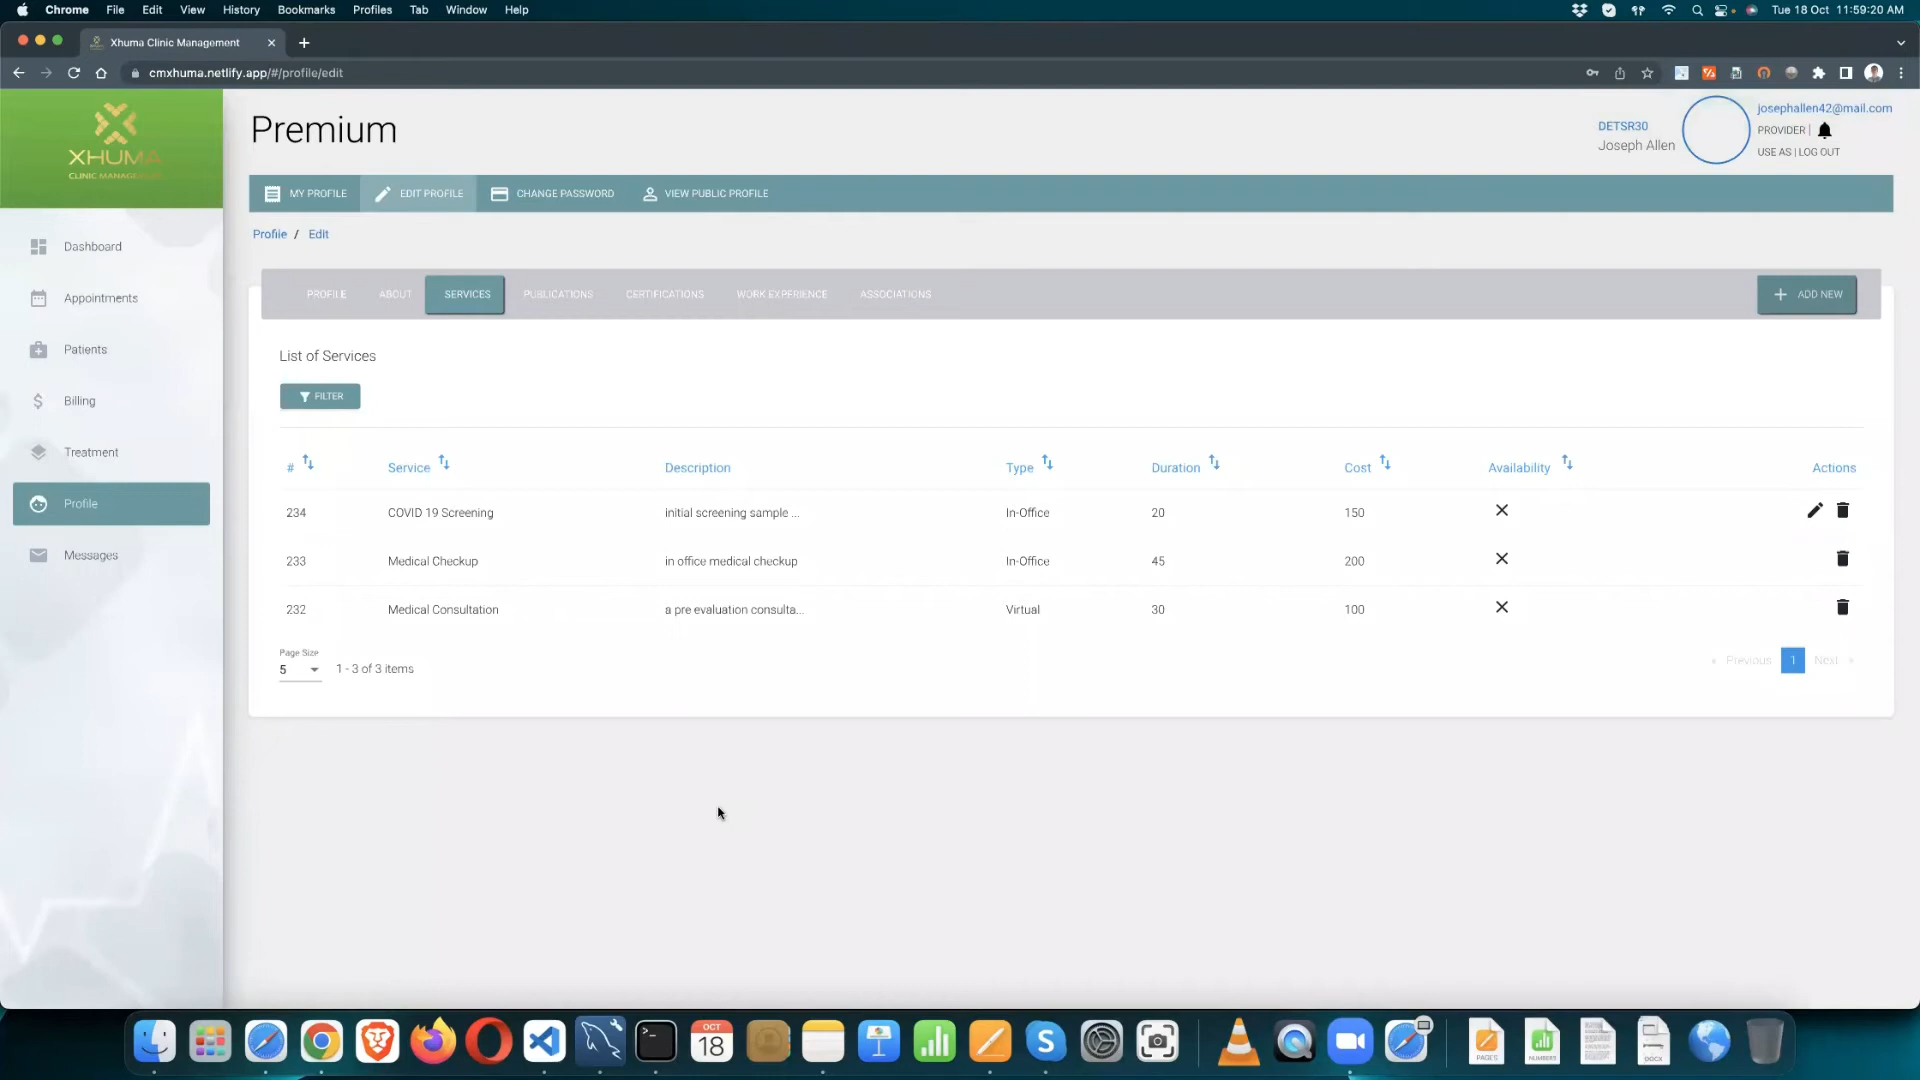 Chrome File Edit View History Bookmarks Profiles Tab Window Help Tue 18 Oct 11:59:20 AM
Xhuma Clinic Management
cmxhuma.netlify.app/#/profile/edit
XHUMA
Premium
josephallen42@mail.com
DETSR30
PROVIDER |
Joseph Allen
USE AS | LOG OUT
MY PROFILE EDIT PROFILE CHANGE PASSWORD VIEW PUBLIC PROFILE
Profile / Edit
Dashboard
Appointments
Patients
Billing
Treatment
Profile
Messages
PROFILE ABOUT SERVICES PUBLICATIONS CERTIFICATIONS WORK EXPERIENCE ASSOCIATIONS + ADD NEW
List of Services
FILTER
# Service Description Type Duration Cost Availability Actions
234 COVID 19 Screening initial screening sample ... In-Office 20 150
233 Medical Checkup in office medical checkup In-Office 45 200
232 Medical Consultation a pre evaluation consulta... Virtual 30 100
Page Size
5 1 - 3 of 3 items
« Previous 1 Next »
OCT
18
PAGES
NUMBERS
DOCX